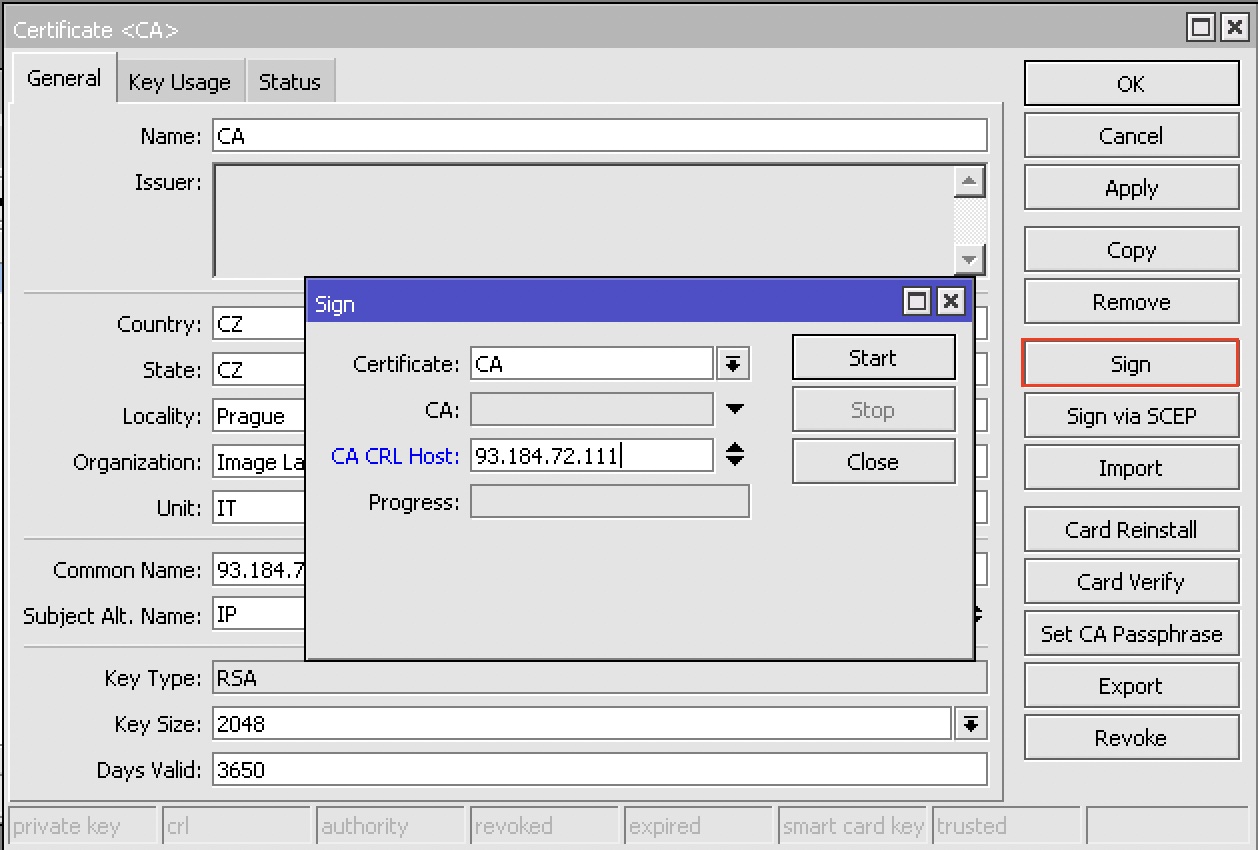 Certificate <CA>
General Key Usage Status
Name: CA
Issuer:
Country: CZ
State: CZ
Locality: Prague
Organization: Image La
Unit: IT
Common Name: 93.184.7
Subject Alt. Name: IP
Key Type: RSA
Key Size: 2048
Days Valid: 3650
Sign
Certificate: CA
CA:
CA CRL Host: 93.184.72.111
Progress:
Start
Stop
Close
OK
Cancel
Apply
Copy
Remove
Sign
Sign via SCEP
Import
Card Reinstall
Card Verify
Set CA Passphrase
Export
Revoke
private key crl authority revoked expired smart card key trusted